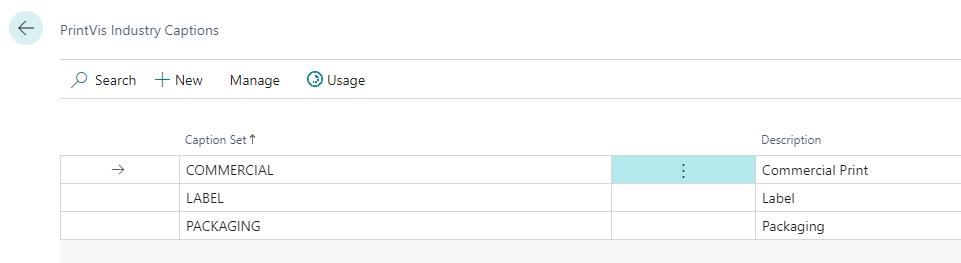 PrintVis Industry Captions
Search New Manage Usage
Caption Set↑ Description
COMMERCIAL Commercial Print
LABEL Label
PACKAGING Packaging